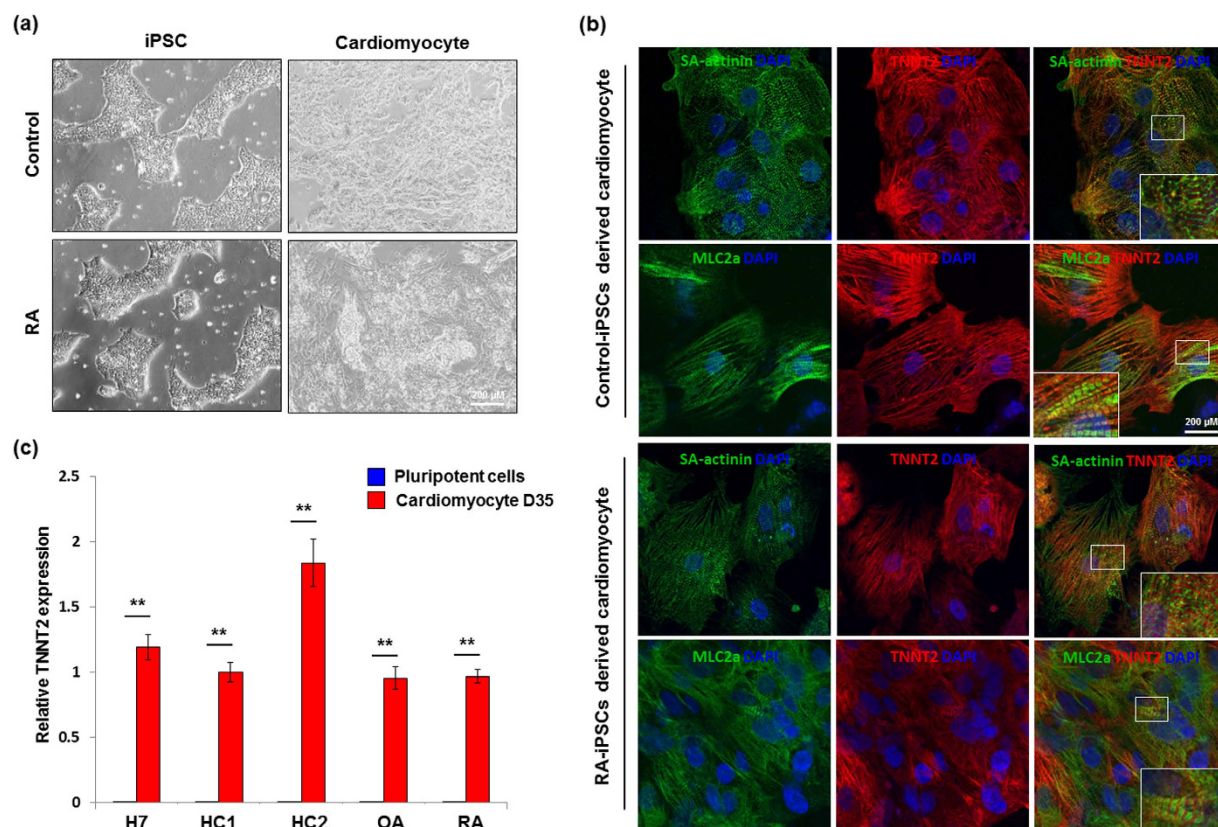 (a)
iPSC
Cardiomyocyte
Control
RA
200 μM
(b)
Control-iPSCs derived cardiomyocyte
SA-actinin DAPI
TNNT2 DAPI
SA-actinin TNNT2 DAPI
MLC2a DAPI
TNNT2 DAPI
MLC2a TNNT2 DAPI
200 μM
RA-iPSCs derived cardiomyocyte
SA-actinin DAPI
TNNT2 DAPI
SA-actinin TNNT2 DAPI
MLC2a DAPI
TNNT2 DAPI
MLC2a TNNT2 DAPI
(c)
Relative TNNT2 expression
2.5
2
1.5
1
0.5
0
Pluripotent cells
Cardiomyocyte D35
**
**
**
**
**
H7
HC1
HC2
OA
RA